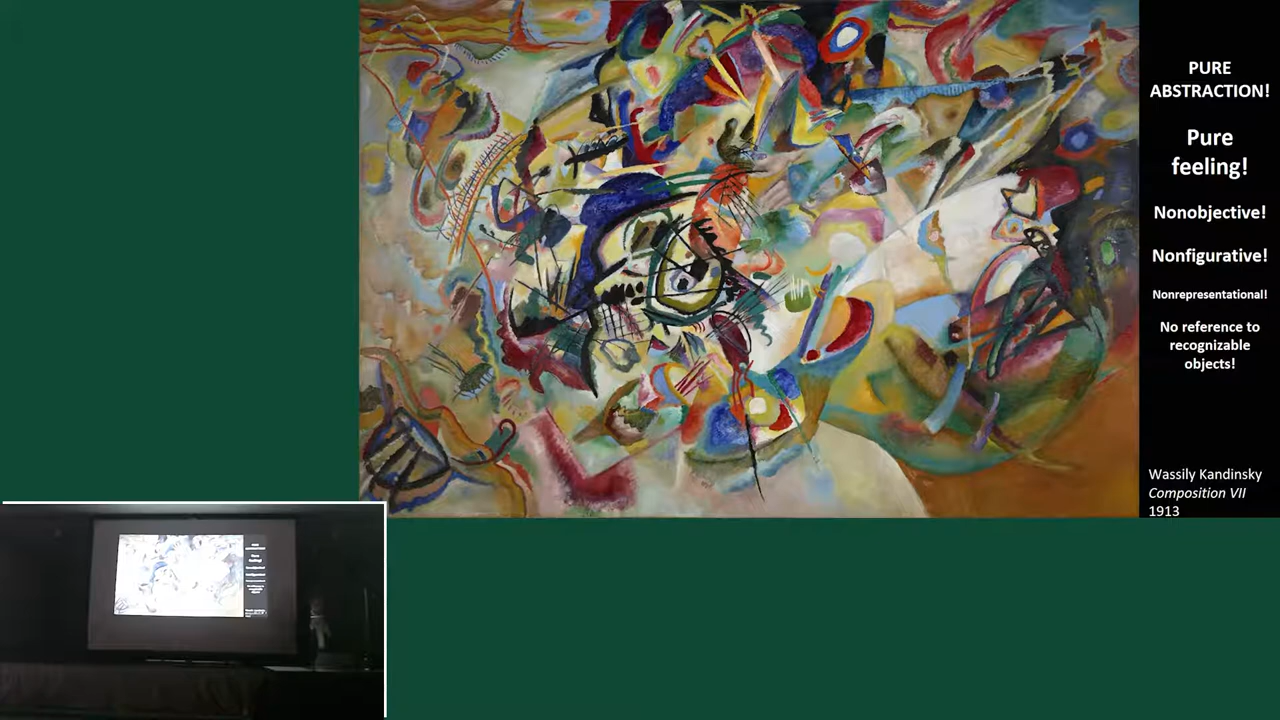 PURE
ABSTRACTION!
Pure
feeling!
Nonobjective!
Nonfigurative!
Nonrepresentational!
No reference to
recognizable
objects!
Wassily Kandinsky
Composition VII
1913